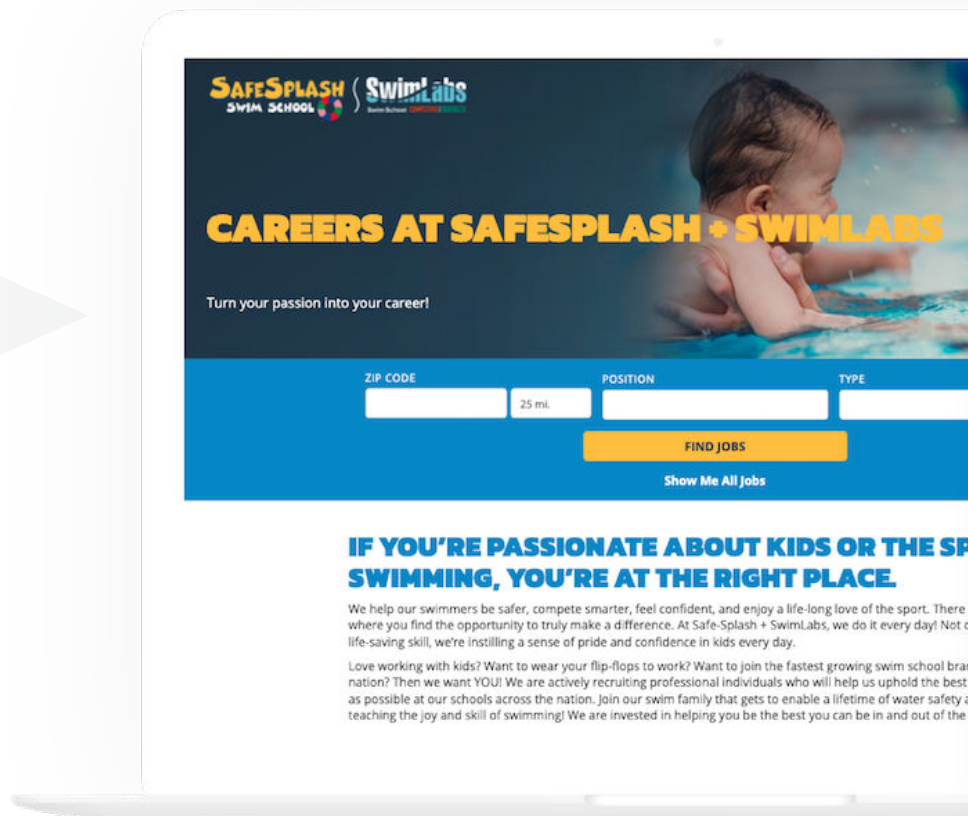 SAFESPLASH
SWIM SCHOOL
SwimLabs
Swim School
CAREERS AT SAFESPLASH + SWIMLABS
Turn your passion into your career!
ZIP CODE
POSITION
TYPE
25 mi.
FIND JOBS
Show Me All Jobs
IF YOU'RE PASSIONATE ABOUT KIDS OR THE SP
SWIMMING, YOU'RE AT THE RIGHT PLACE.
We help our swimmers be safer, compete smarter, feel confident, and enjoy a life-long love of the sport. There
where you find the opportunity to truly make a difference. At Safe-Splash + SwimLabs, we do it every day! Not
life-saving skill, we're instilling a sense of pride and confidence in kids every day.
Love working with kids? Want to wear your flip-flops to work? Want to join the fastest growing swim school
nation? Then we want YOU! We are actively recruiting professional individuals who will help us uphold the best
as possible at our schools across the nation. Join our swim family that gets to enable a lifetime of water safety
teaching the joy and skill of swimming! We are invested in helping you be the best you can be in and out of the